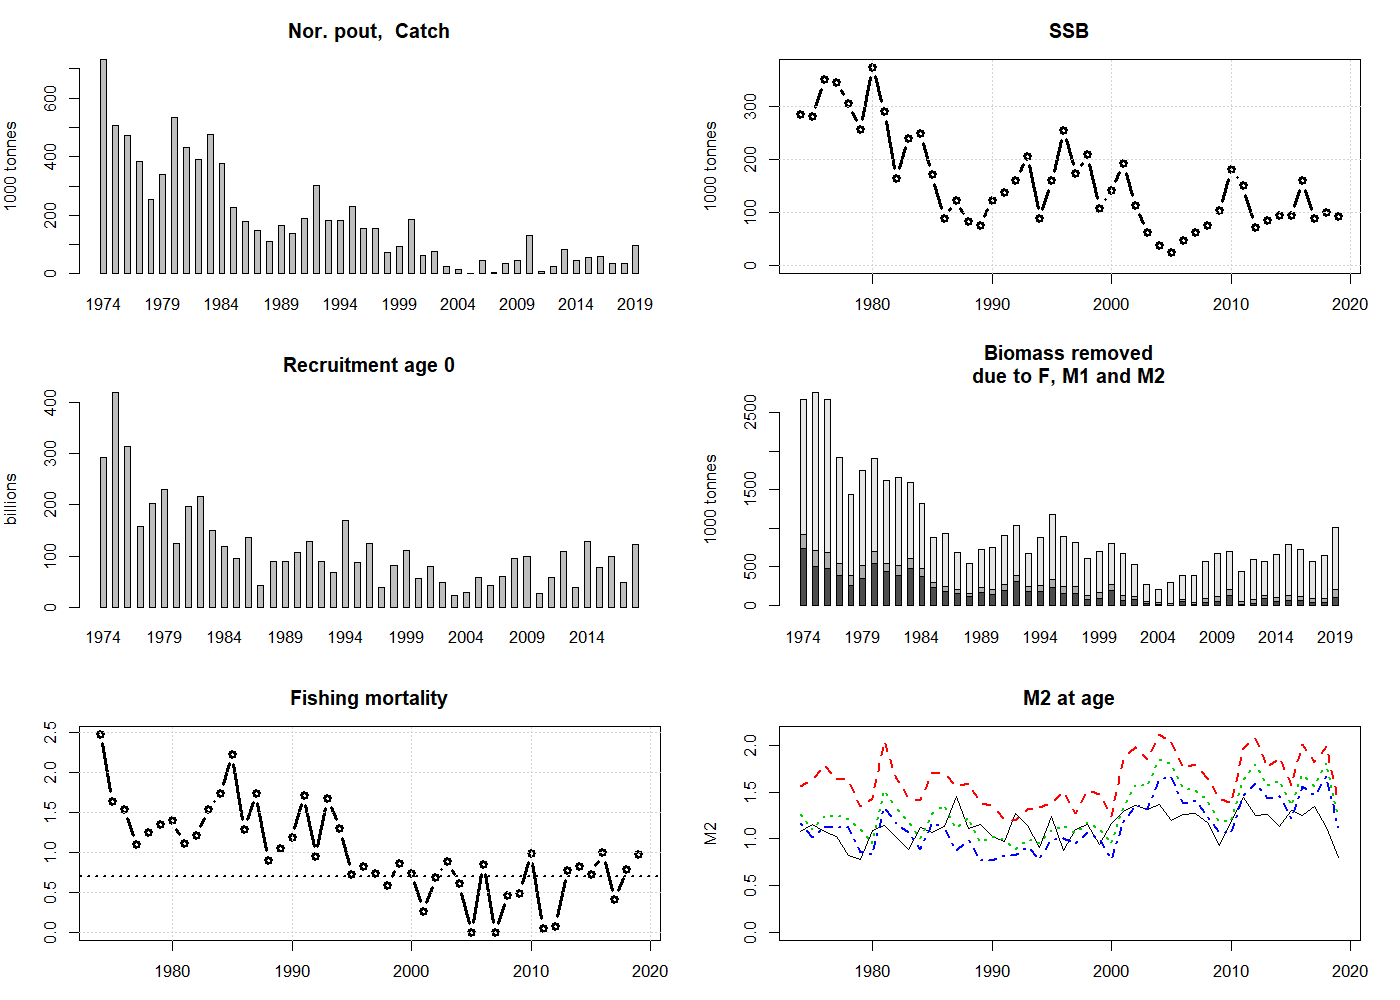 Nor. pout,  Catch
1000 tonnes
0 200 400 600
1974 1979 1984 1989 1994 1999 2004 2009 2014 2019
SSB
1000 tonnes
0 100 200 300
1980 1990 2000 2010 2020
Recruitment age 0
billions
0 100 200 300 400
1974 1979 1984 1989 1994 1999 2004 2009 2014
Biomass removed
due to F, M1 and M2
1000 tonnes
0 500 1500 2500
1974 1979 1984 1989 1994 1999 2004 2009 2014 2019
Fishing mortality
0.0 0.5 1.0 1.5 2.0 2.5
1980 1990 2000 2010 2020
M2 at age
M2
0.0 0.5 1.0 1.5 2.0
1980 1990 2000 2010 2020